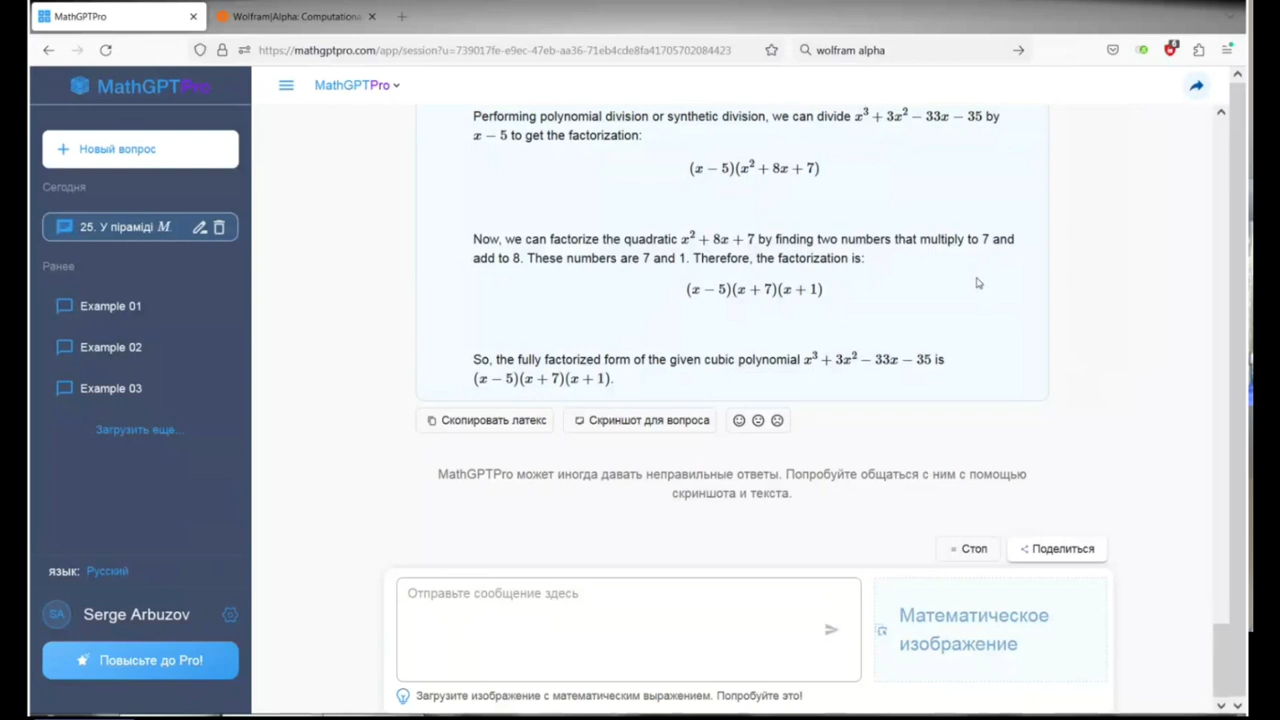 MathGPTPro
Wolfram|Alpha: Computationa
https://mathgptpro.com/app/session?u=739017fe-e9ec-47eb-aa36-71eb4cde8fa41705702084423
wolfram alpha
MathGPTPro
MathGPTPro
Новый вопрос
Сегодня
25. У піраміді M.
Ранее
Example 01
Example 02
Example 03
Загрузить еще...
язык: Русский
SA Serge Arbuzov
Повысьте до Pro!
Performing polynomial division or synthetic division, we can divide x³ + 3x² − 33x − 35 by
x − 5 to get the factorization:
(x − 5)(x² + 8x + 7)
Now, we can factorize the quadratic x² + 8x + 7 by finding two numbers that multiply to 7 and
add to 8. These numbers are 7 and 1. Therefore, the factorization is:
(x − 5)(x + 7)(x + 1)
So, the fully factorized form of the given cubic polynomial x³ + 3x² − 33x − 35 is
(x − 5)(x + 7)(x + 1).
Скопировать латекс
Скриншот для вопроса
MathGPTPro может иногда давать неправильные ответы. Попробуйте общаться с ним с помощью
скриншота и текста.
Стоп
Поделиться
Отправьте сообщение здесь
Математическое
изображение
Загрузите изображение с математическим выражением. Попробуйте это!